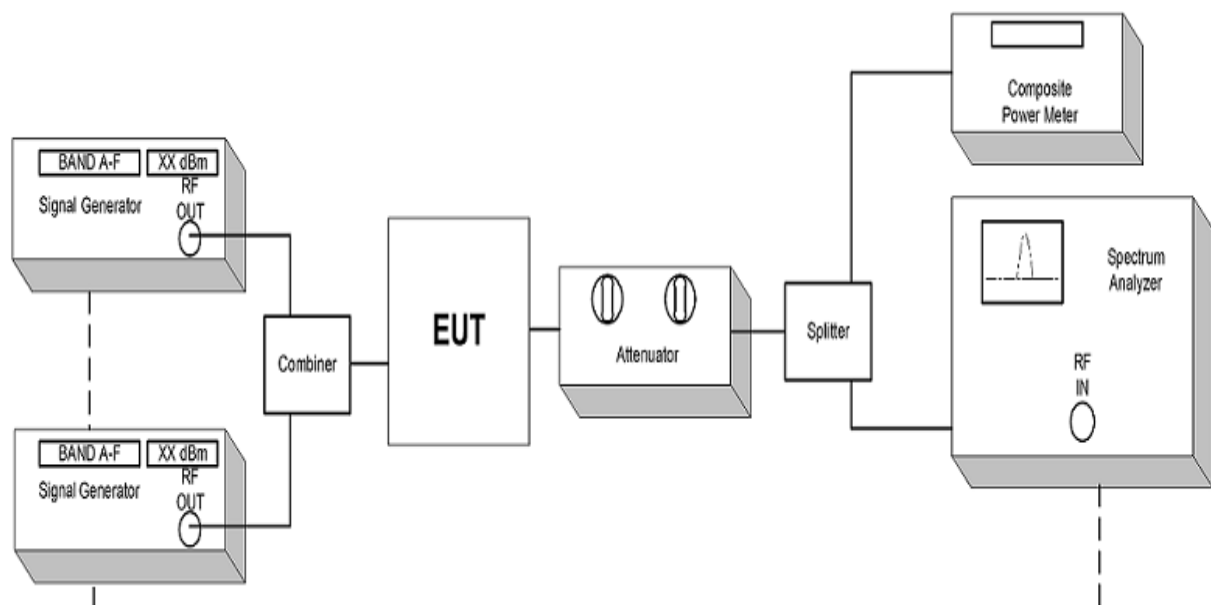 Composite
Power Meter
BAND A-F
XX dBm
Signal Generator
RF
OUT
Combiner
EUT
Attenuator
Splitter
Spectrum
Analyzer
RF
IN
BAND A-F
XX dBm
Signal Generator
RF
OUT